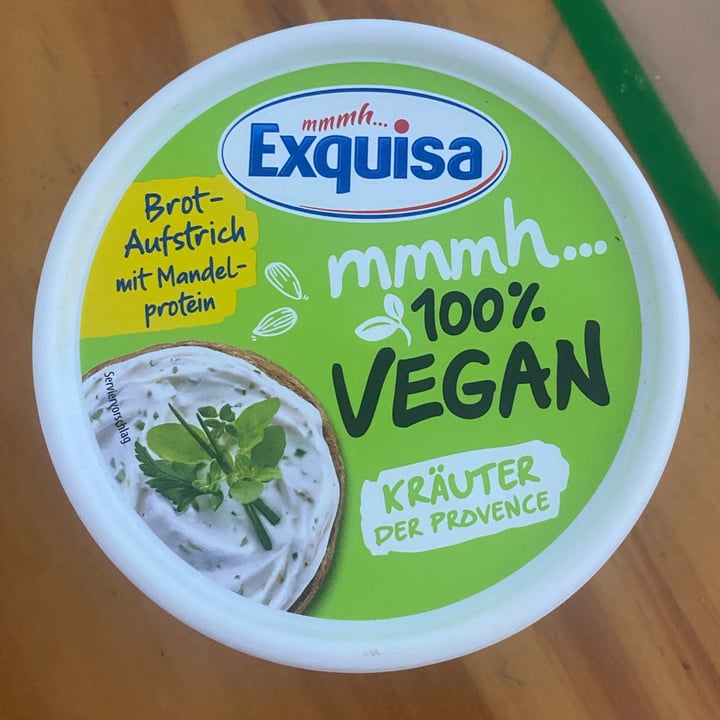 mmmh...
Exquisa
Brot-
Aufstrich
mit Mandel-
protein
mmmh...
100%
VEGAN
KRÄUTER
DER PROVENCE
Serviervorschlag